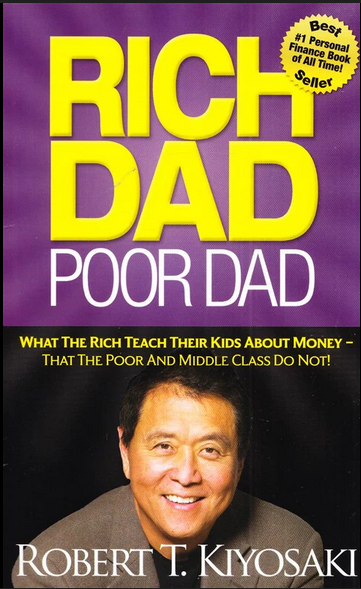 Best
#1 Personal
Finance Book
of All Time!
Seller
RICH
DAD
POOR DAD
WHAT THE RICH TEACH THEIR KIDS ABOUT MONEY –
THAT THE POOR AND MIDDLE CLASS DO NOT!
ROBERT T. KIYOSAKI